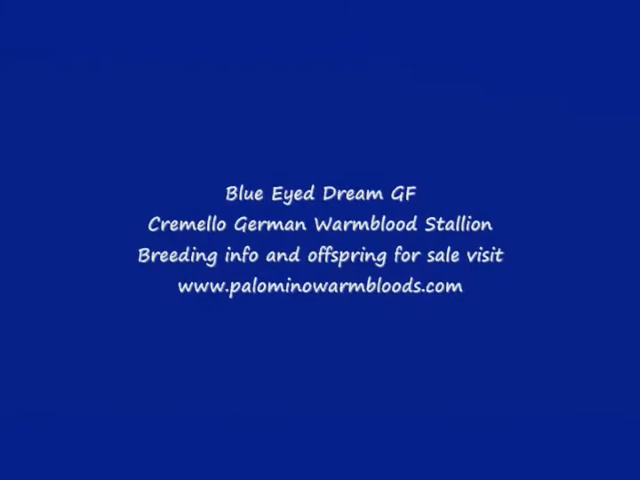 Blue Eyed Dream GF
Cremello German Warmblood Stallion
Breeding info and offspring for sale visit
www.palominowarmbloods.com